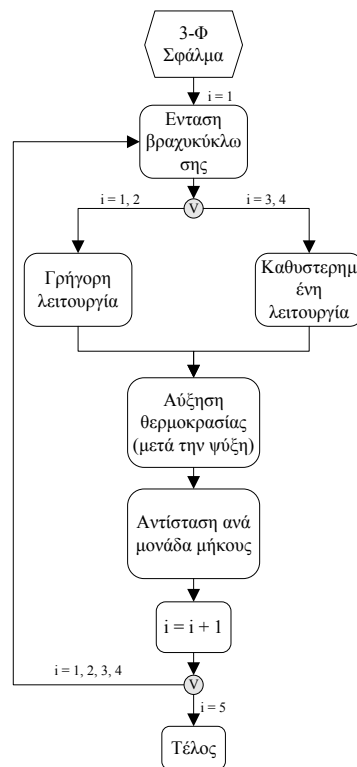 3-Φ
Σφάλμα
i = 1
Ενταση
βραχυκύκλω
σης
i = 1, 2
V
i = 3, 4
Γρήγορη
λειτουργία
Καθυστερημ
ένη
λειτουργία
Αύξηση
θερμοκρασίας
(μετά την ψύξη)
Αντίσταση ανά
μονάδα μήκους
i = i + 1
i = 1, 2, 3, 4
V
i = 5
Τέλος